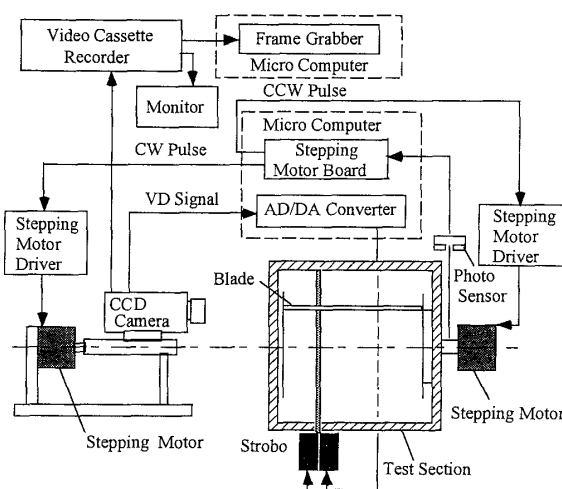 Video Cassette
Recorder
Frame Grabber
Micro Computer
Monitor
CCW Pulse
Micro Computer
CW Pulse
Stepping
Motor Board
VD Signal
AD/DA Converter
Stepping
Motor
Driver
Stepping
Motor
Driver
Photo
Sensor
CCD
Camera
Blade
Stepping Motor
Stepping Motor
Strobo
Test Section